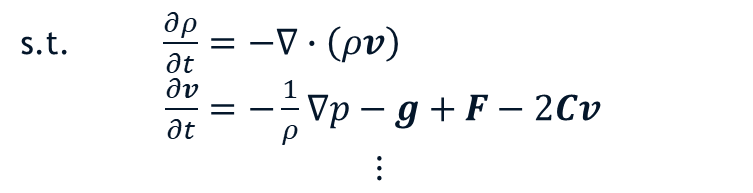 s.t. ∂ρ/∂t = −∇ · (ρ𝒗)
∂𝒗/∂t = −1/ρ ∇p − 𝒈 + 𝑭 − 2𝑪𝒗
⋮